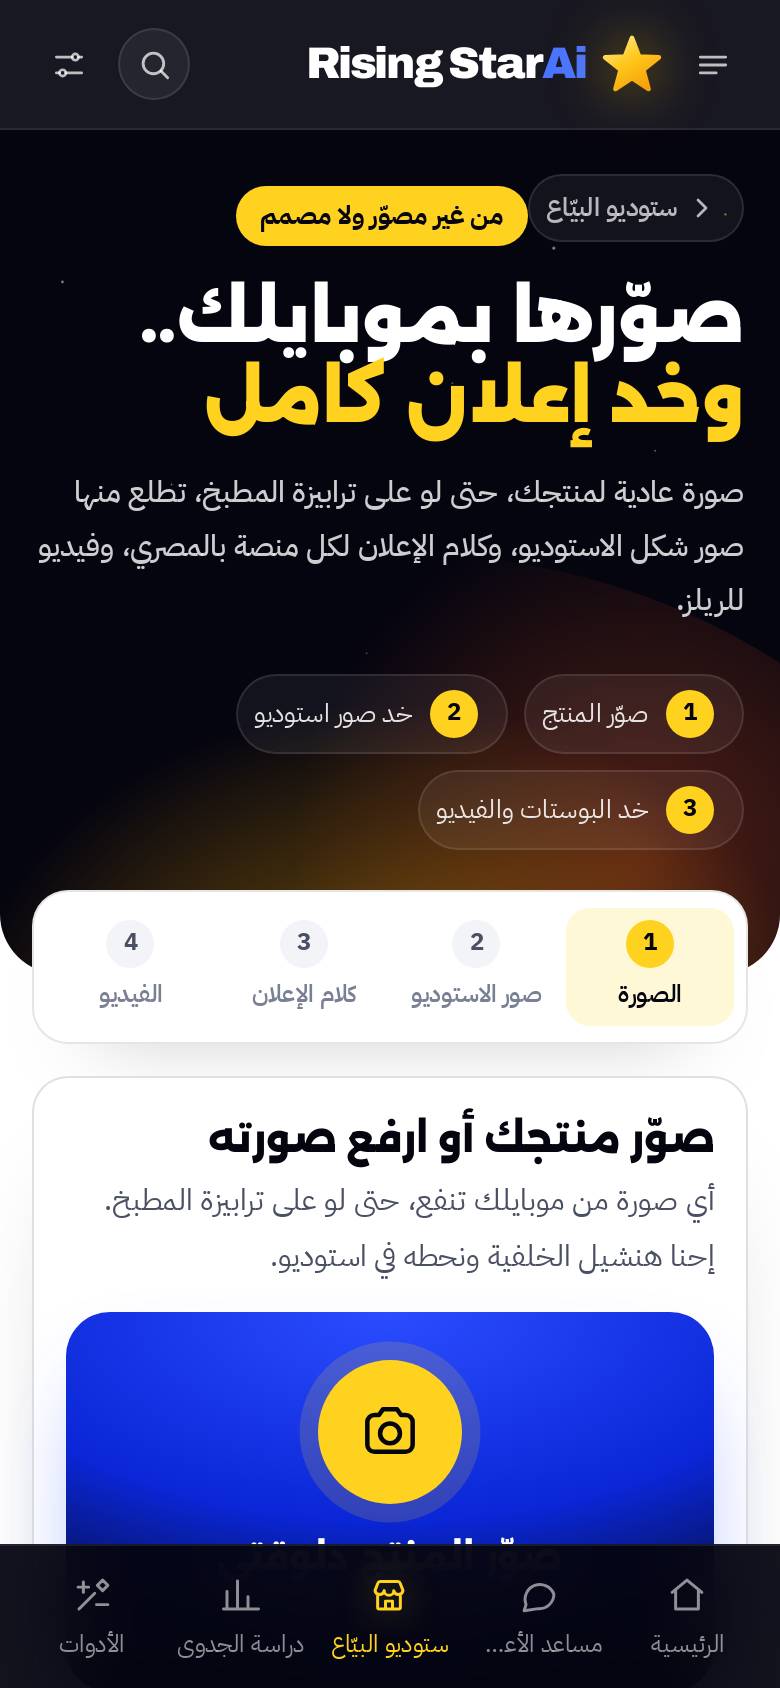 Rising StarAi
ستوديو البيّاع
من غير مصوّر ولا مصمم
صوّرها بموبايلك..
وخد إعلان كامل
صورة عادية لمنتجك، حتى لو على ترابيزة المطبخ، تطلع منها
صور شكل الاستوديو، وكلام الإعلان لكل منصة بالمصري، وفيديو
للريلز.
1 صوّر المنتج
2 خد صور استوديو
3 خد البوستات والفيديو
1 2 3 4
الصورة صور الاستوديو كلام الإعلان الفيديو
صوّر منتجك أو ارفع صورته
أي صورة من موبايلك تنفع، حتى لو على ترابيزة المطبخ.
إحنا هنشيل الخلفية ونحطه في استوديو.
صوّر المنتج دلوقتي
الرئيسية مساعد الأع... ستوديو البيّاع دراسة الجدوى الأدوات